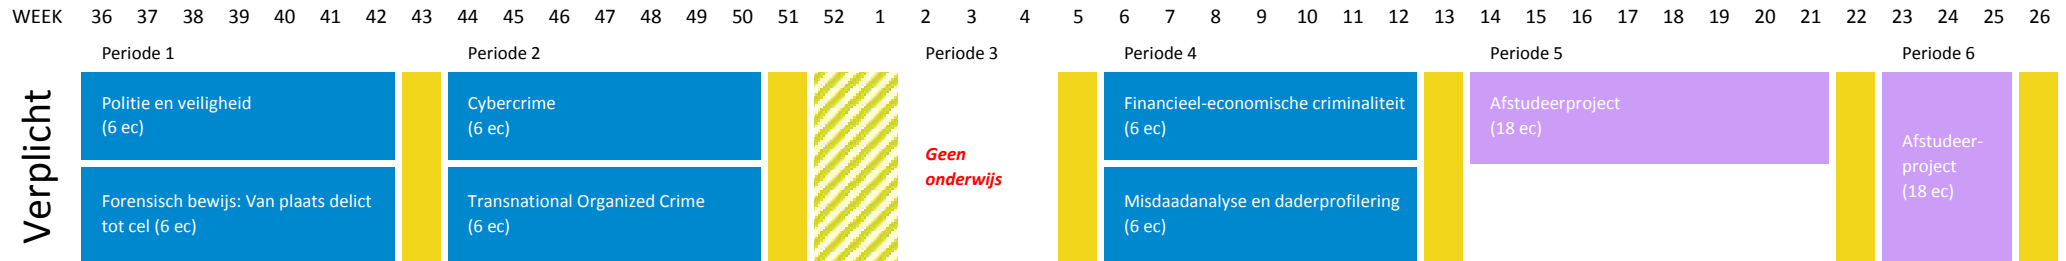 WEEK 36 37 38 39 40 41 42 43 44 45 46 47 48 49 50 51 52 1 2 3 4 5 6 7 8 9 10 11 12 13 14 15 16 17 18 19 20 21 22 23 24 25 26
Periode 1 Periode 2 Periode 3 Periode 4 Periode 5 Periode 6
Verplicht
Politie en veiligheid
(6 ec)
Forensisch bewijs: Van plaats delict
tot cel (6 ec)
Cybercrime
(6 ec)
Transnational Organized Crime
(6 ec)
Geen
onderwijs
Financieel-economische criminaliteit
(6 ec)
Misdaadanalyse en daderprofilering
(6 ec)
Afstudeerproject
(18 ec)
Afstudeer-
project
(18 ec)